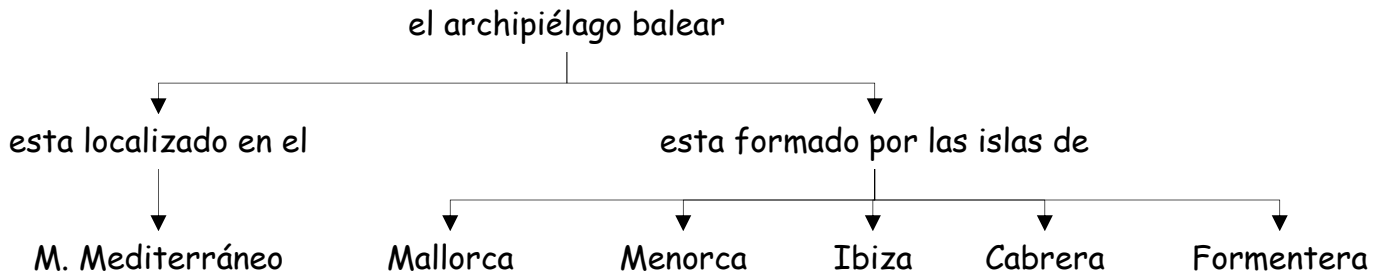 el archipiélago balear
esta localizado en el esta formado por las islas de
M. Mediterráneo Mallorca Menorca Ibiza Cabrera Formentera